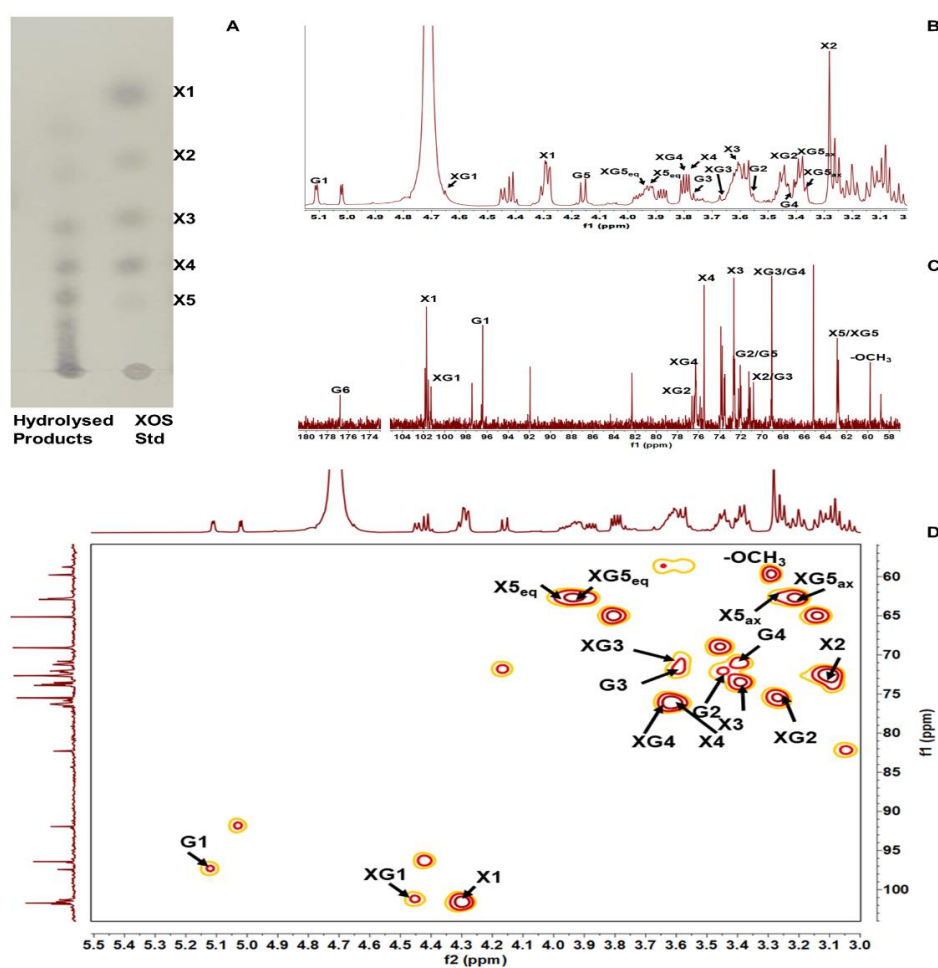 A
X1
X2
X3
X4
X5
Hydrolysed XOS
Products Std
B
G1
XG1
X1
G5
XG5eq
X5eq
XG4
X4
G3
XG3
X3
G2
XG2
G4
XG5ax
XG5ax
X2
5.1 5 4.9 4.8 4.7 4.6 4.5 4.4 4.3 4.2 4.1 4.0 3.9 3.8 3.7 3.6 3.5 3.4 3.3 3.2 3.1 3
f1 (ppm)
C
G6
X1
XG1
G1
XG2
XG4
X4
G2/G5
X3
X2/G3
XG3/G4
X5/XG5
-OCH3
180 178 176 174 104 102 100 98 96 94 92 90 88 86 84 82 80 78 76 74 72 70 68 66 64 62 60 58
f1 (ppm)
D
-OCH3
X5eq
XG5eq
XG5ax
X5ax
XG3
G3
G4
X2
G2
X3
XG4
X4
XG2
G1
XG1
X1
60
65
70
75
80
85
90
95
100
f1 (ppm)
5.5 5.4 5.3 5.2 5.1 5.0 4.9 4.8 4.7 4.6 4.5 4.4 4.3 4.2 4.1 4.0 3.9 3.8 3.7 3.6 3.5 3.4 3.3 3.2 3.1 3.0
f2 (ppm)